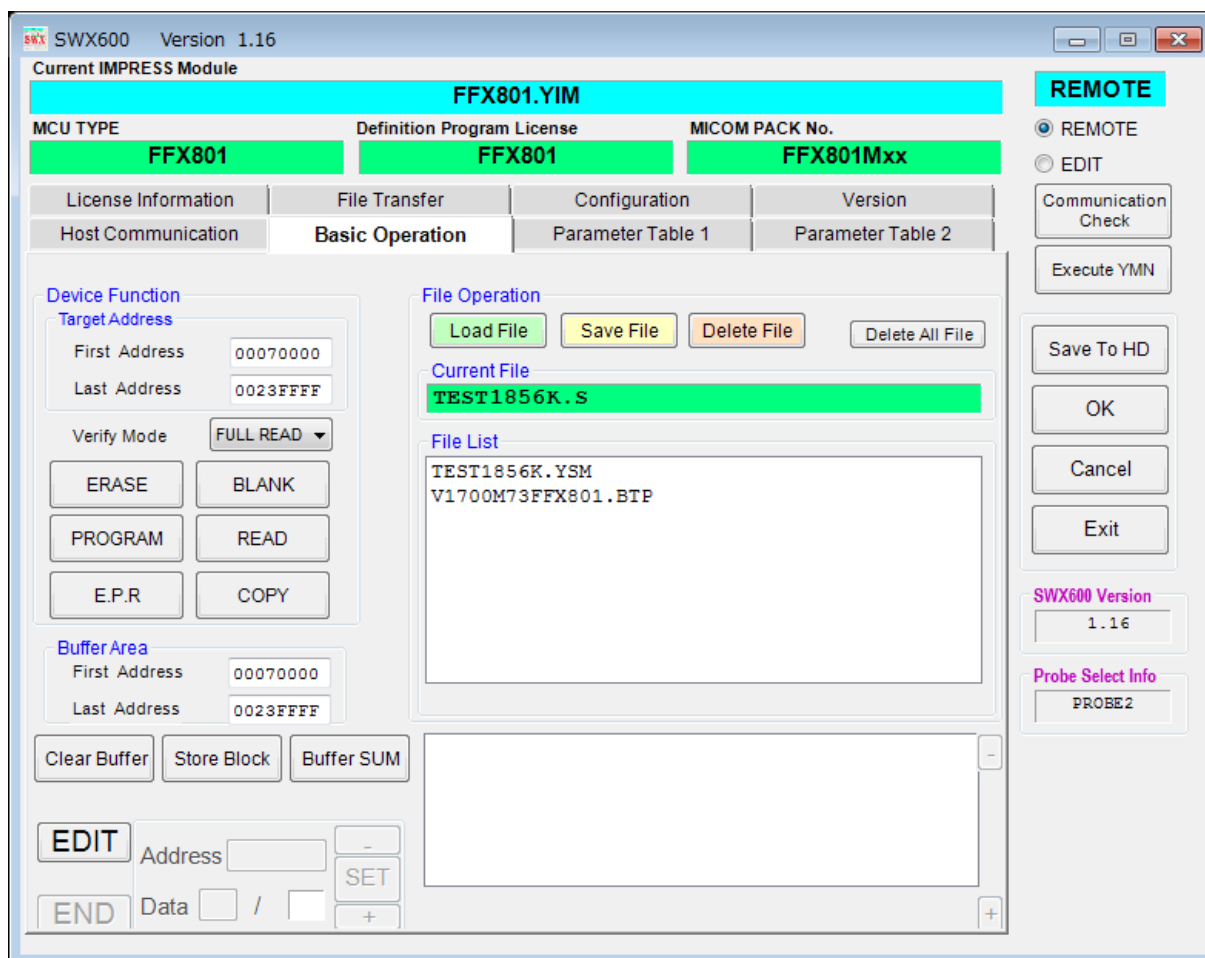 SWX600 Version 1.16
Current IMPRESS Module
FFX801.YIM
MCU TYPE Definition Program License MICOM PACK No.
FFX801 FFX801 FFX801Mxx
License Information File Transfer Configuration Version
Host Communication Basic Operation Parameter Table 1 Parameter Table 2
Device Function
Target Address
First Address 00070000
Last Address 0023FFFF
Verify Mode FULL READ
ERASE BLANK
PROGRAM READ
E.P.R COPY
Buffer Area
First Address 00070000
Last Address 0023FFFF
Clear Buffer Store Block Buffer SUM
EDIT Address -
SET
END Data / +
File Operation
Load File Save File Delete File Delete All File
Current File
TEST1856K.S
File List
TEST1856K.YSM
V1700M73FFX801.BTP
-
+
REMOTE
REMOTE
EDIT
Communication
Check
Execute YMN
Save To HD
OK
Cancel
Exit
SWX600 Version
1.16
Probe Select Info
PROBE2